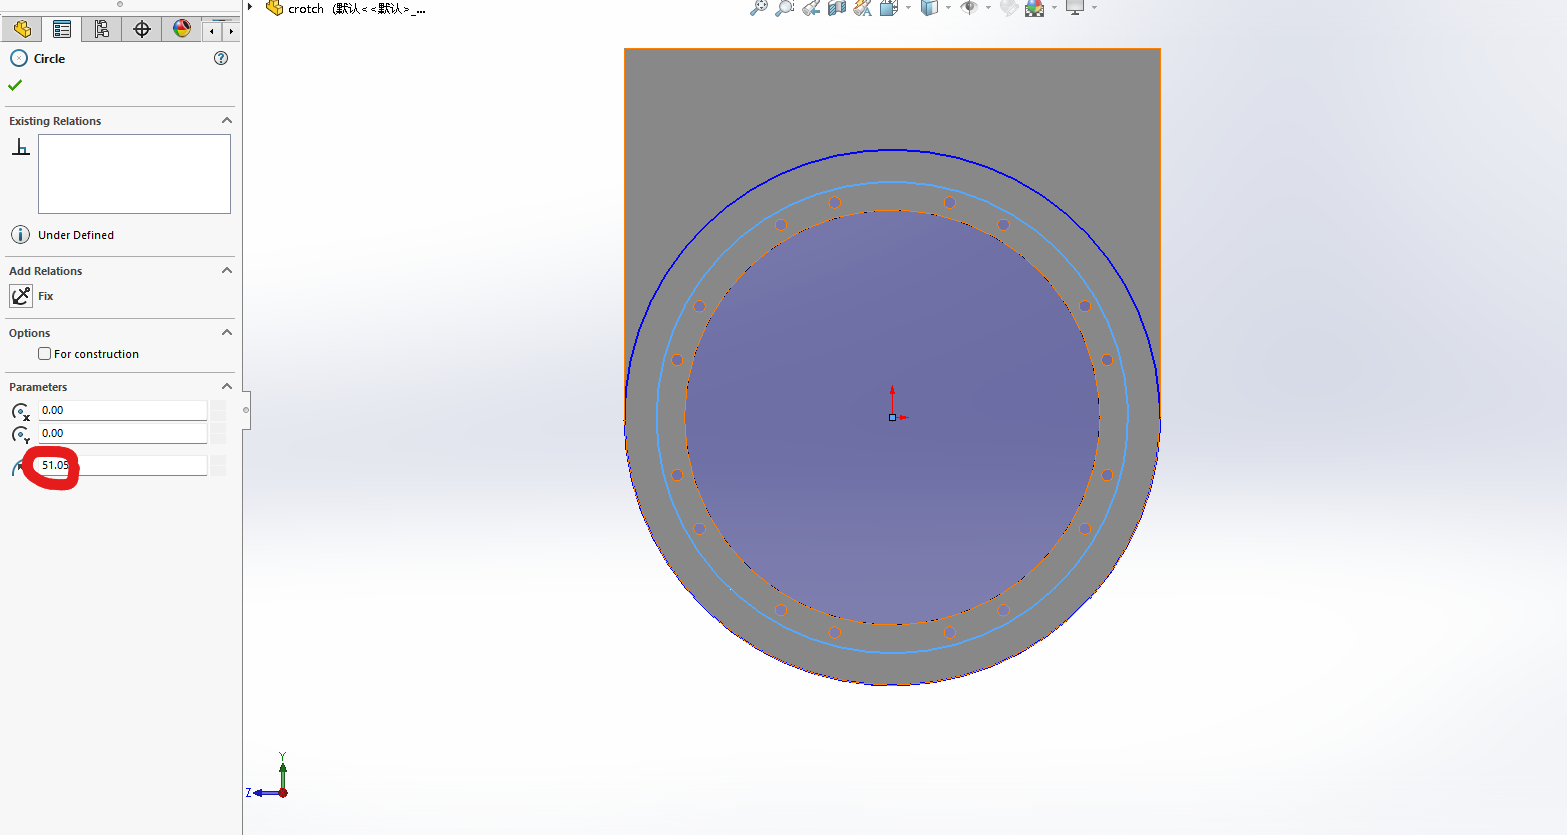 crotch (默认<<默认>_...
Circle
Existing Relations
Under Defined
Add Relations
Fix
Options
For construction
Parameters
X
0.00
Y
0.00
51.05
Y
Z